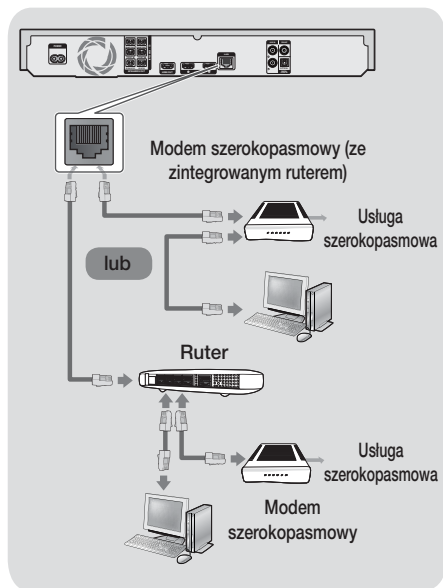 Modem szerokopasmowy (ze
zintegrowanym ruterem)
Usługa
szerokopasmowa
lub
Ruter
Usługa
szerokopasmowa
Modem
szerokopasmowy